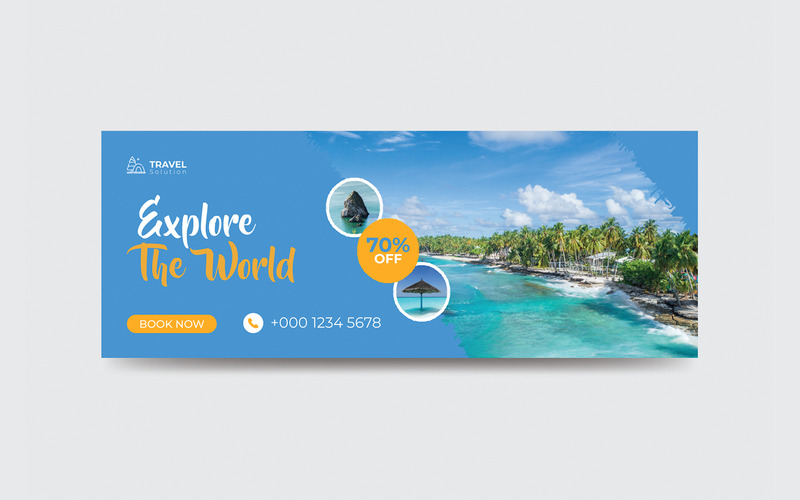 TRAVEL
Solution
Explore
The World
70%
OFF
BOOK NOW
+000 1234 5678